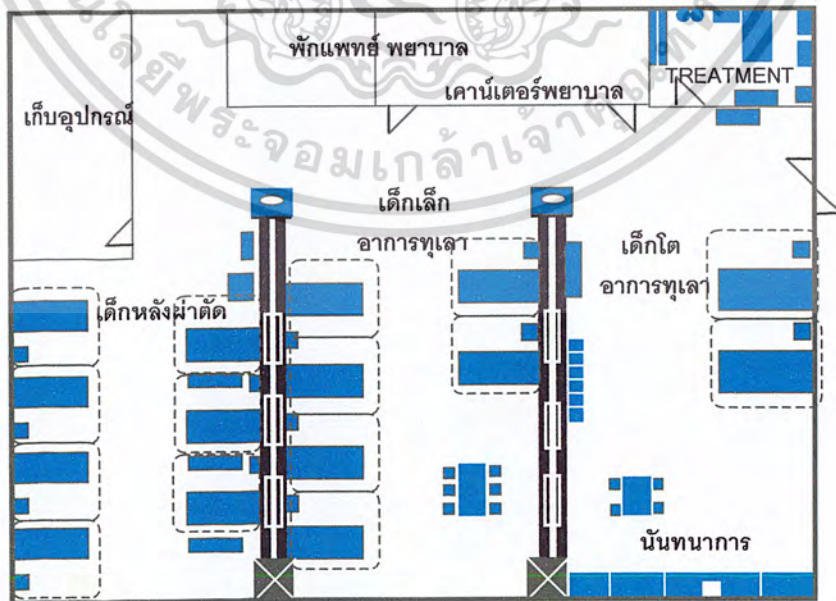 พักแพทย์ พยาบาล
เคาน์เตอร์พยาบาล
TREATMENT
เก็บอุปกรณ์
เด็กเล็ก
อาการทุเลา
เด็กโต
อาการทุเลา
เด็กหลังผ่าตัด
นันทนาการ